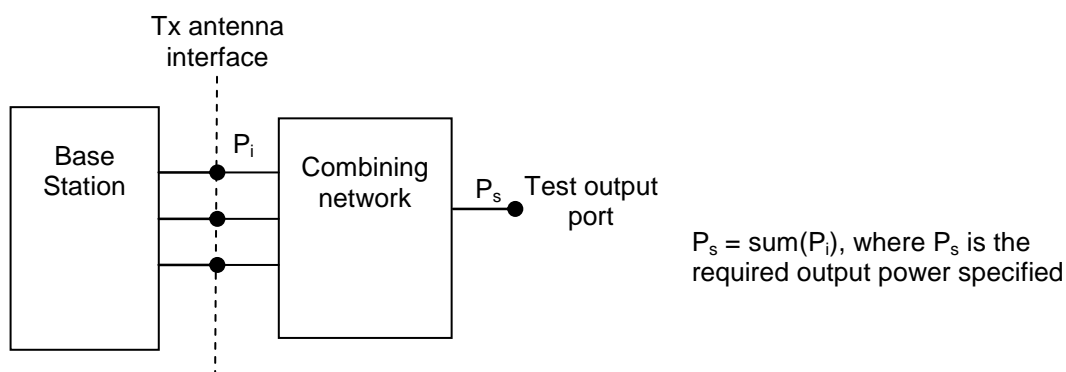 Tx antenna
interface
Base
Station
Pi
Combining
network
Ps
Test output
port
Ps = sum(Pi), where Ps is the
required output power specified